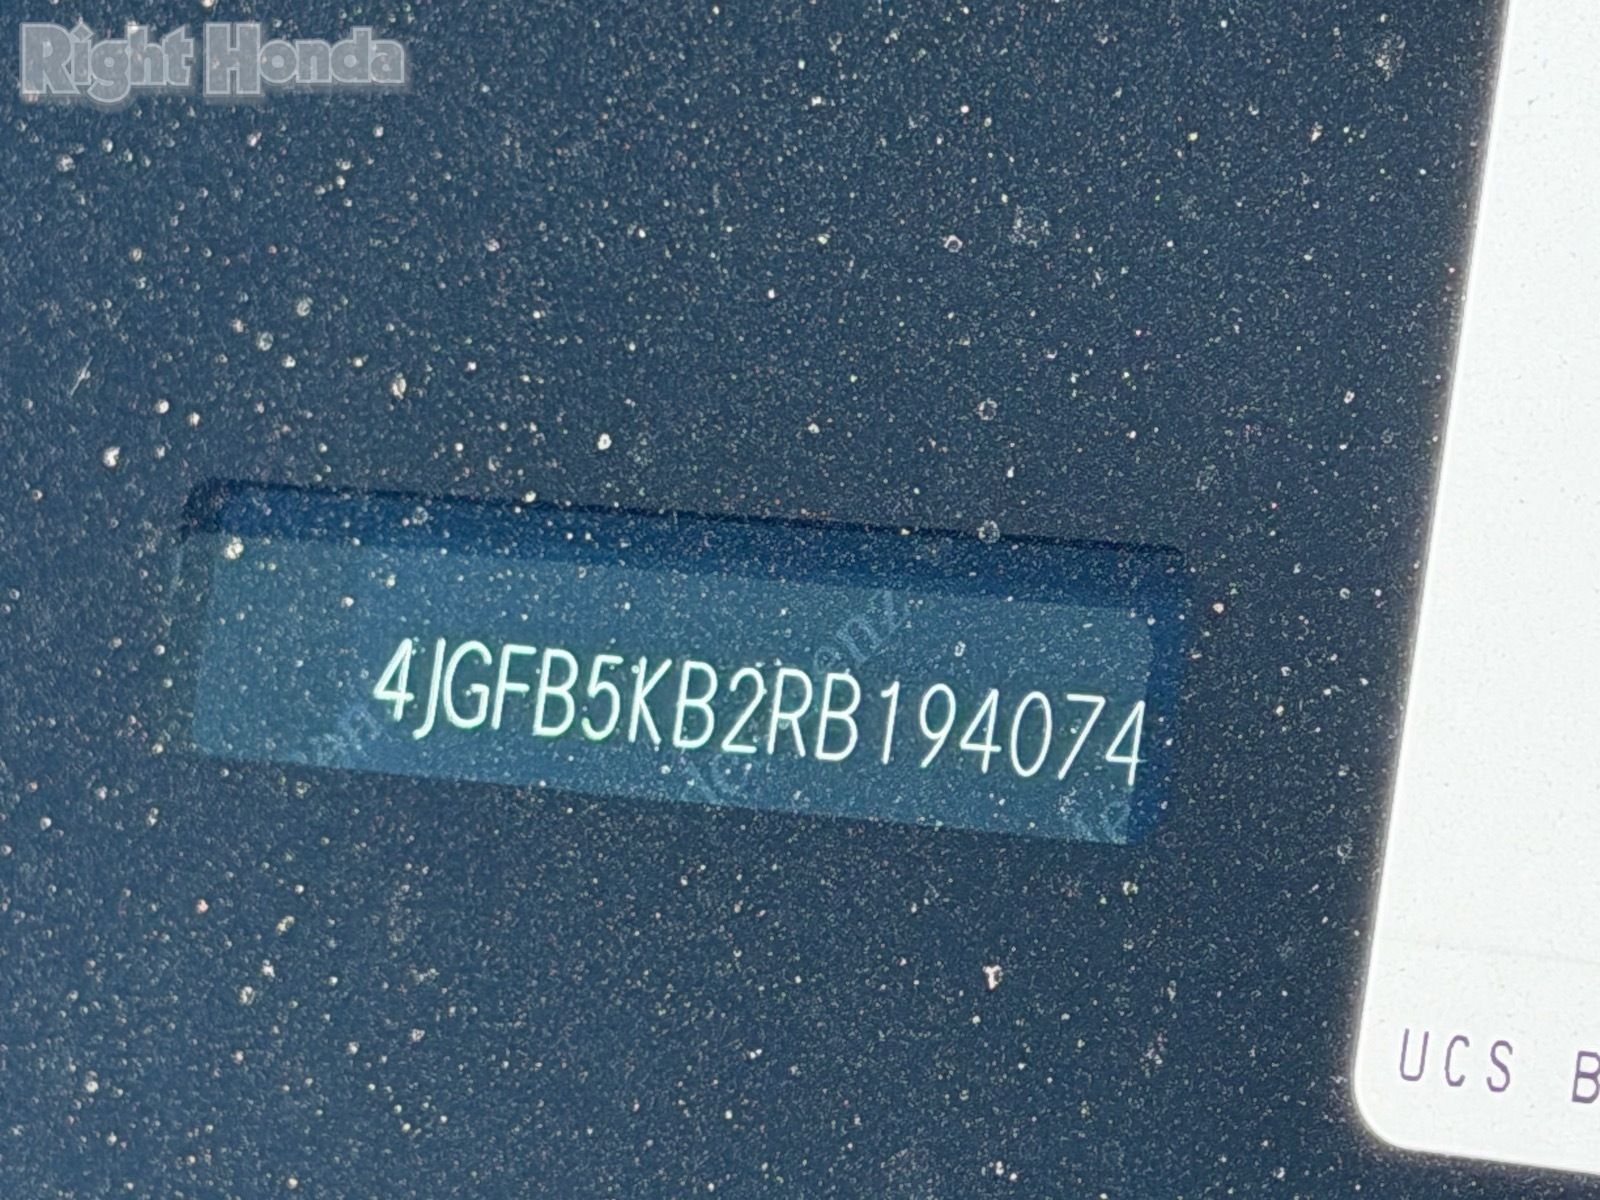 Right Honda
4JGFB5KB2RB194074
UCS B